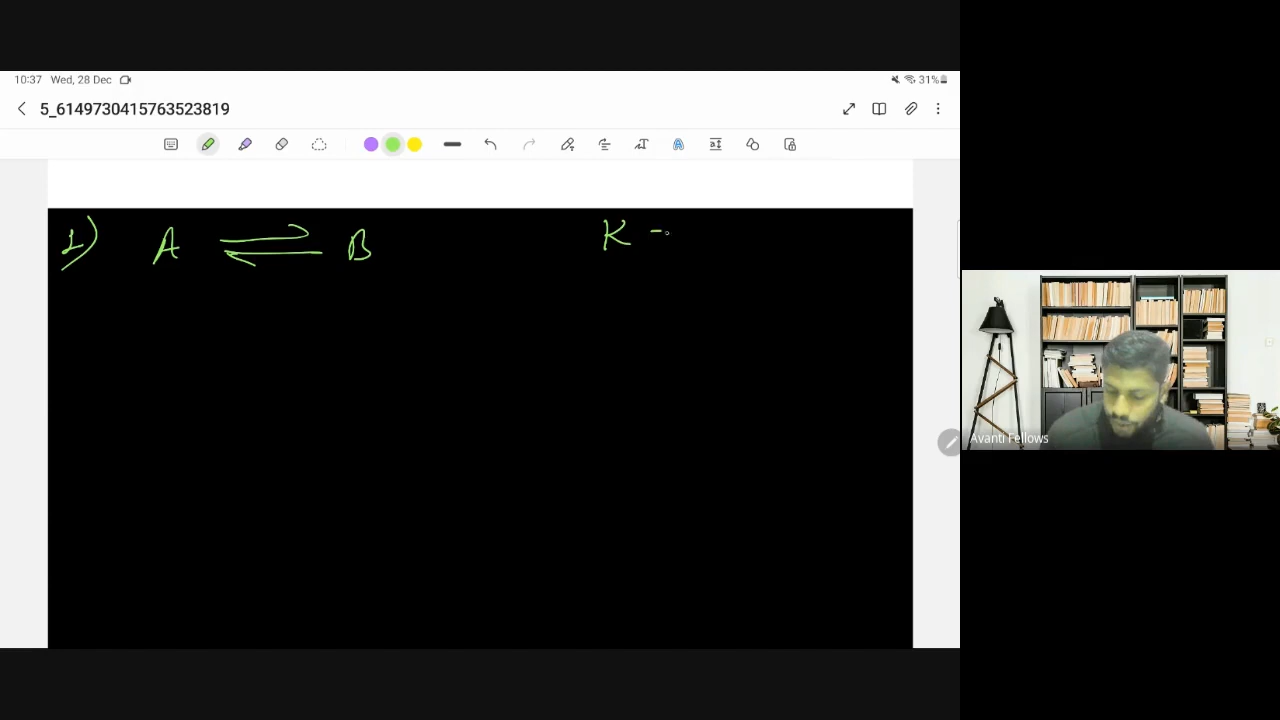 10:37 Wed, 28 Dec 31%
5_6149730415763523819
1) A ⇌ B K -
Avanti Fellows